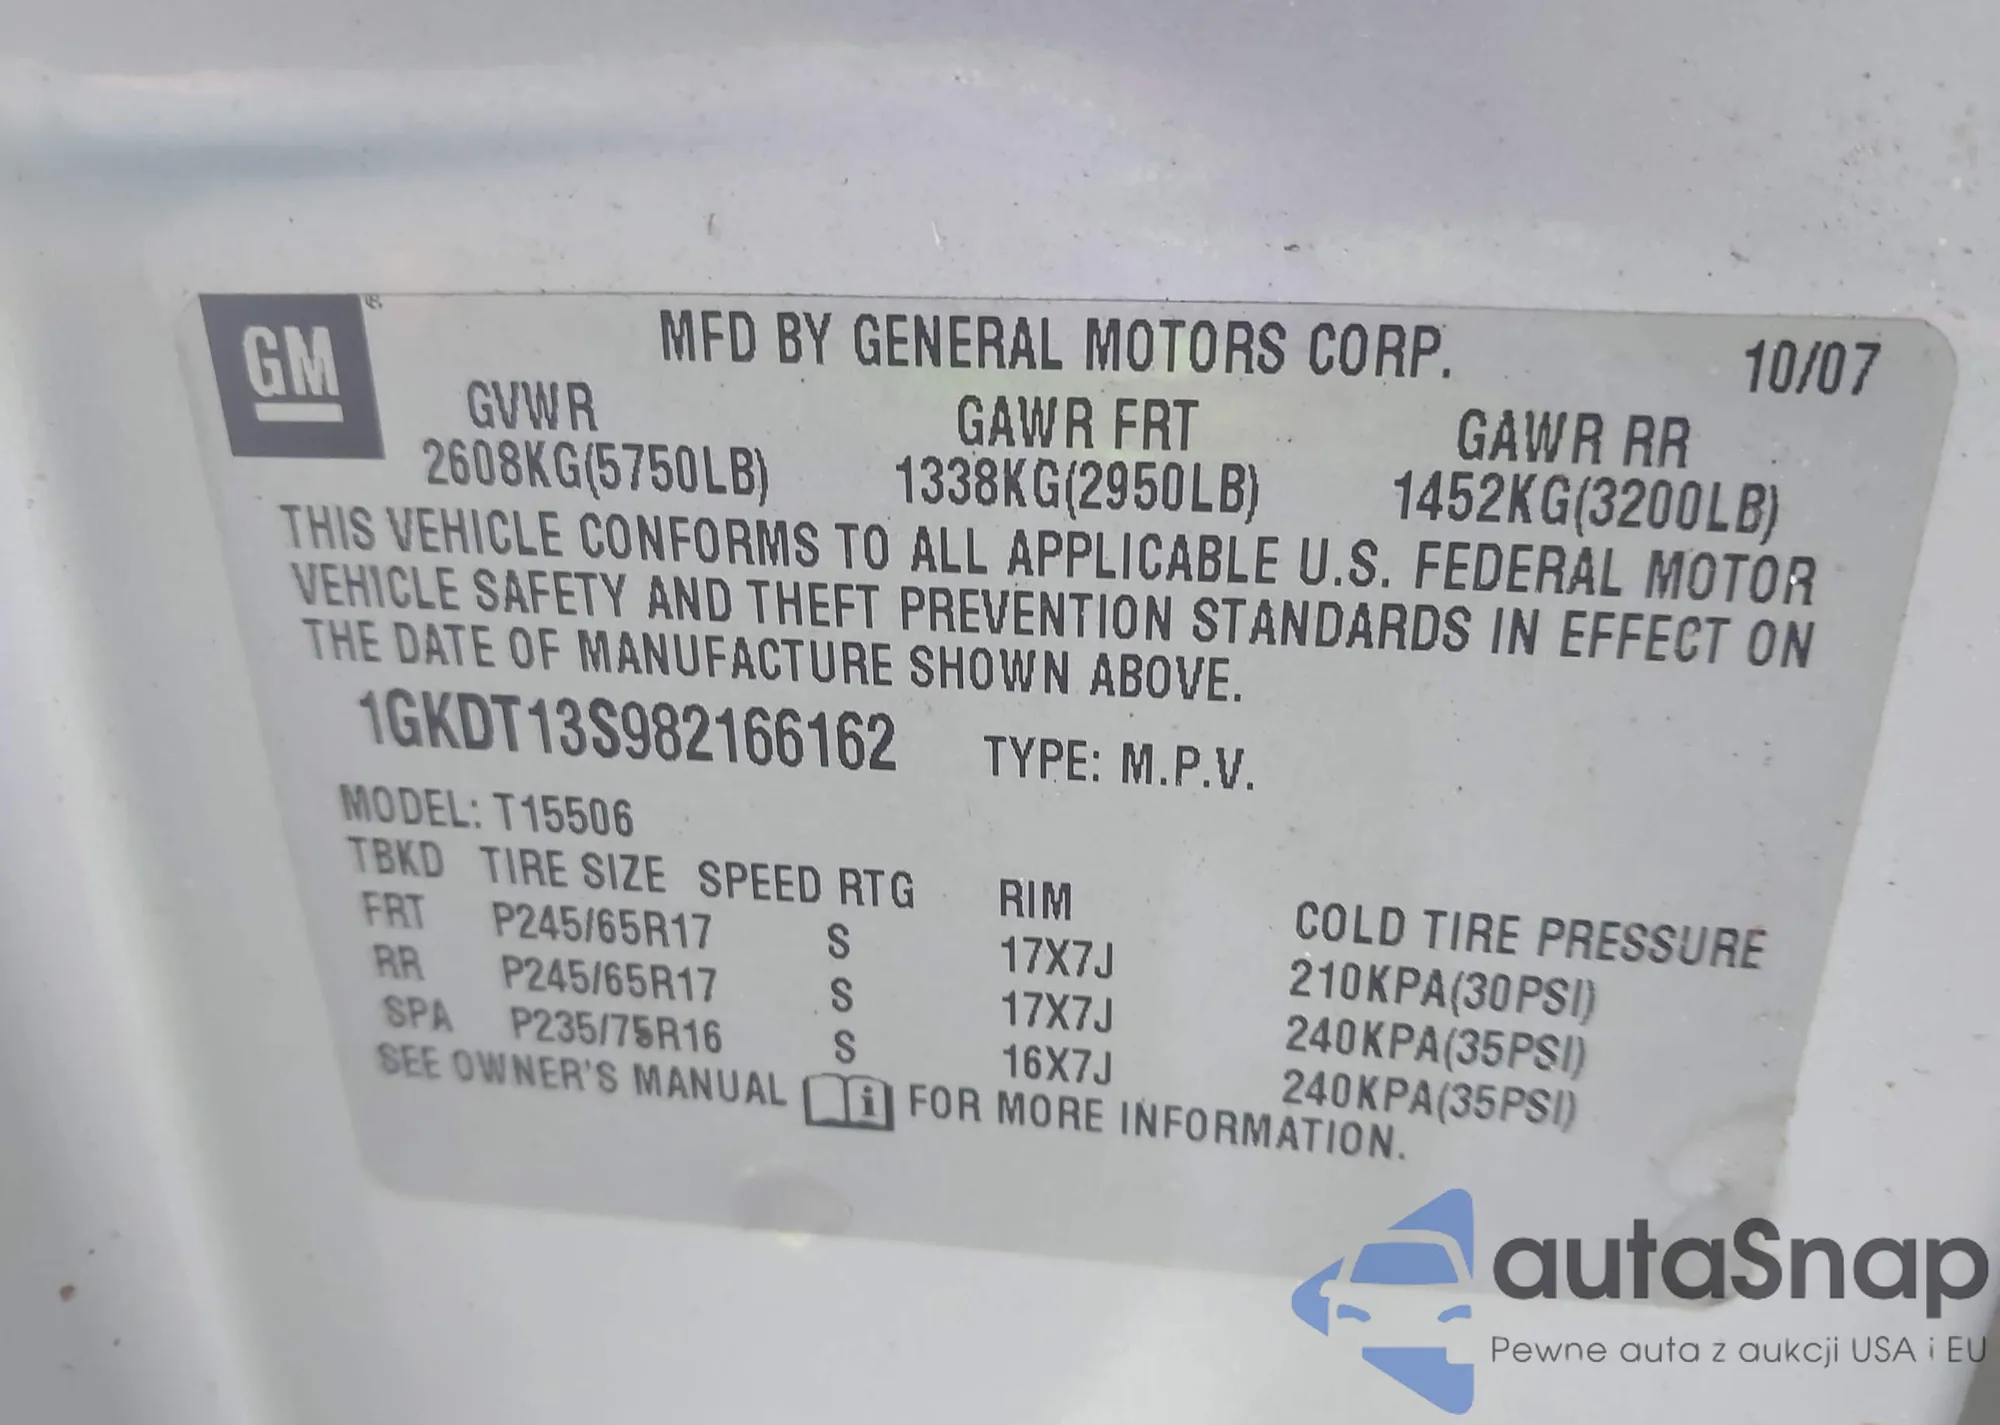 GM ®
MFD BY GENERAL MOTORS CORP. 10/07
GVWR GAWR FRT GAWR RR
2608KG(5750LB) 1338KG(2950LB) 1452KG(3200LB)
THIS VEHICLE CONFORMS TO ALL APPLICABLE U.S. FEDERAL MOTOR
VEHICLE SAFETY AND THEFT PREVENTION STANDARDS IN EFFECT ON
THE DATE OF MANUFACTURE SHOWN ABOVE.
1GKDT13S982166162 TYPE: M.P.V.
MODEL: T15506
TBKD TIRE SIZE SPEED RTG RIM COLD TIRE PRESSURE
FRT P245/65R17 S 17X7J 210KPA(30PSI)
RR P245/65R17 S 17X7J 240KPA(35PSI)
SPA P235/75R16 S 16X7J 240KPA(35PSI)
SEE OWNER'S MANUAL i FOR MORE INFORMATION.
autaSnap
Pewne auta z aukcji USA i EU